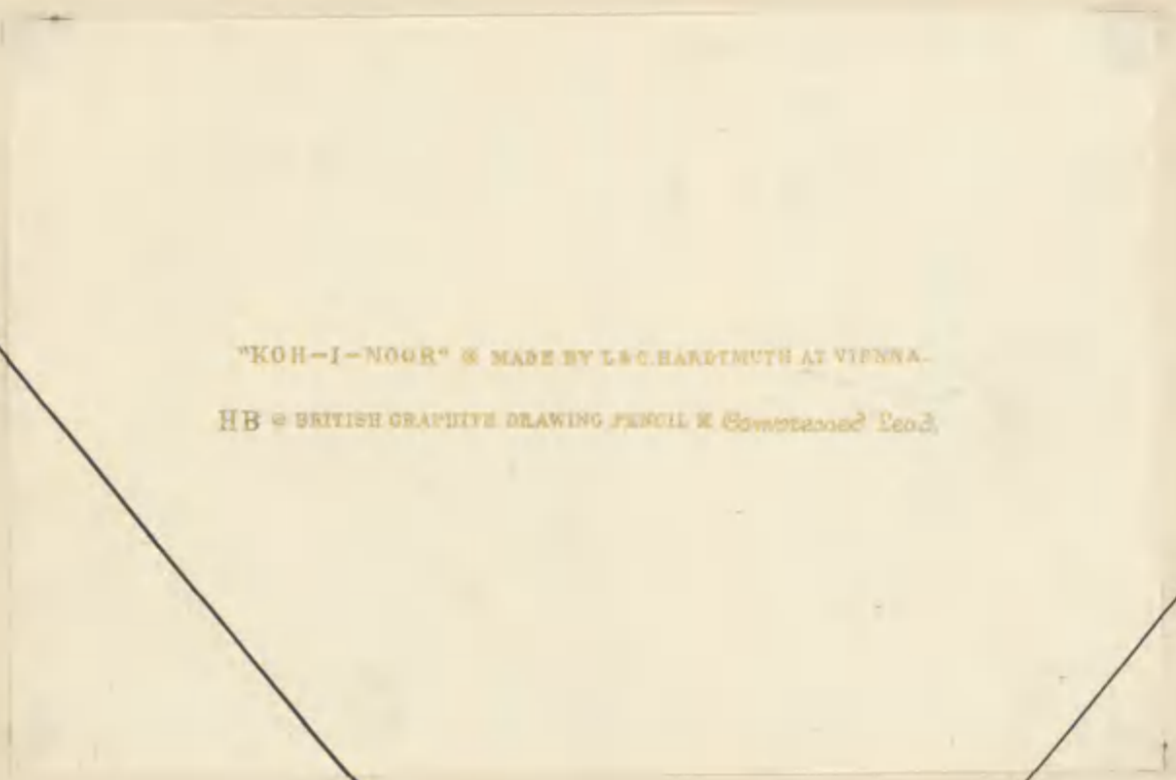 "KOH-I-NOOR" ※ MADE BY L&C.HARDTMUTH AT VIENNA.
HB ※ BRITISH GRAPHITE DRAWING PENCIL ※ Compressed Lead.